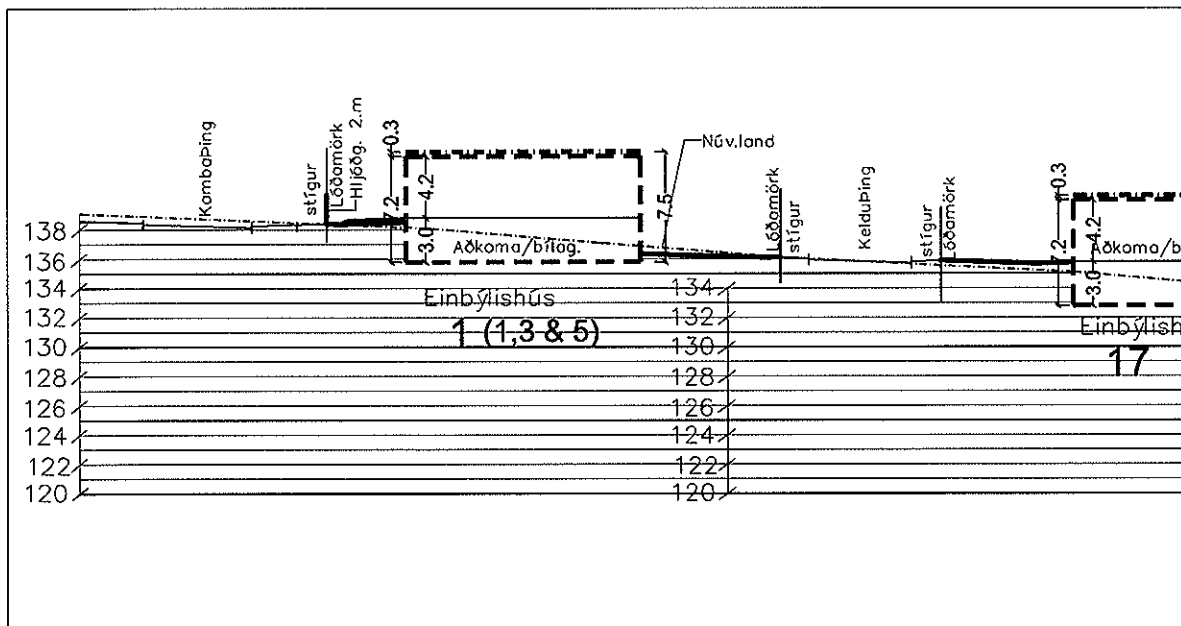 KambaÞing
stígur
Lóðamörk
Hljóðg. 2.m
0.3
7.2
4.2
3.0
Aðkoma/bílag.
7.5
Núv.land
Lóðamörk
stígur
KelduÞing
stígur
Lóðamörk
0.3
7.2
4.2
3.0
Aðkoma/b
138
136
134
132
130
128
126
124
122
120
Einbýlishús
1 (1,3 & 5)
134
132
130
128
126
124
122
120
Einbýlish
17